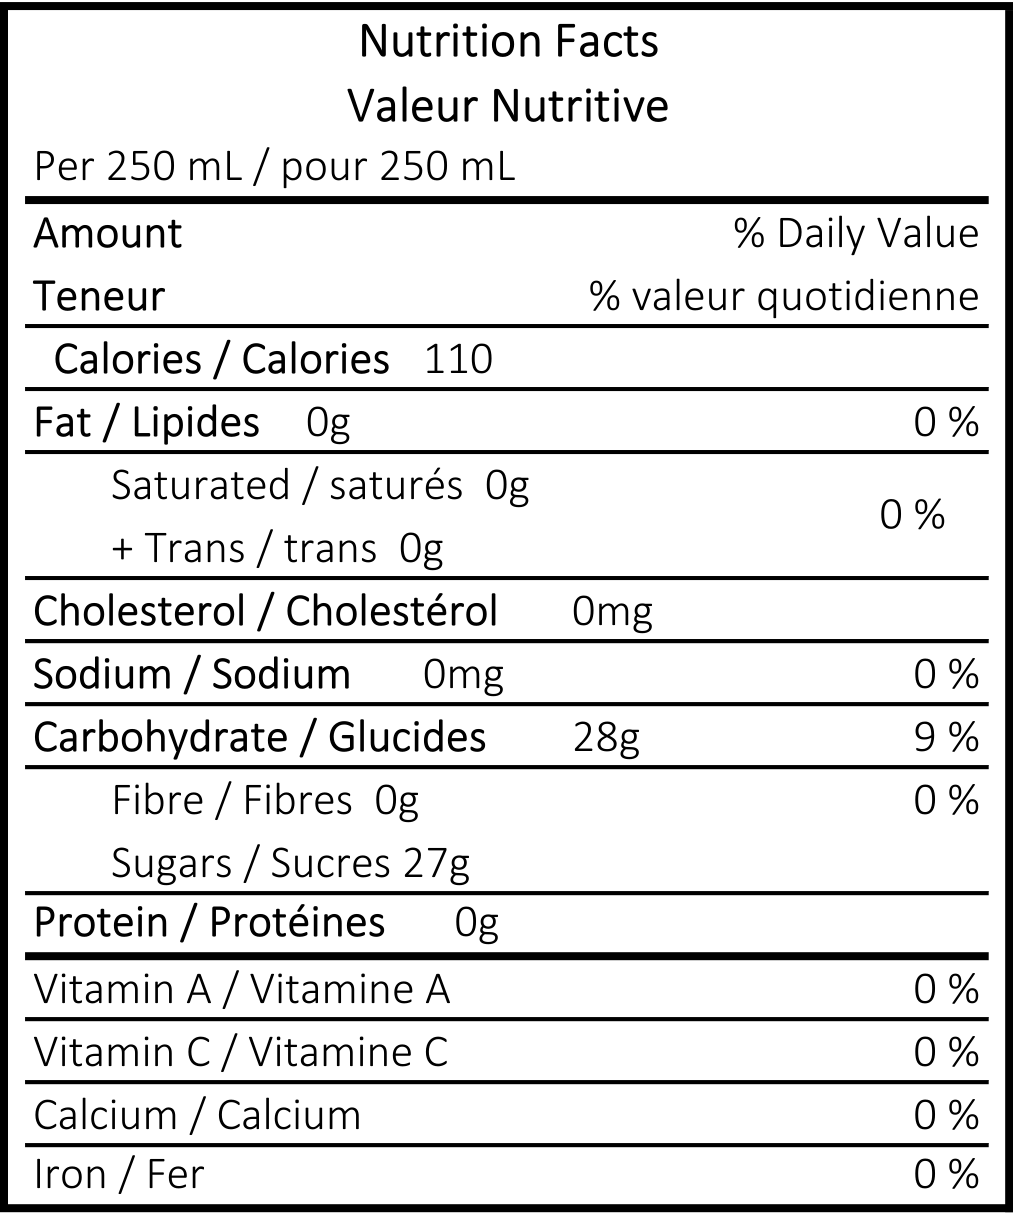 Nutrition Facts
Valeur Nutritive
Per 250 mL / pour 250 mL
Amount % Daily Value
Teneur % valeur quotidienne
Calories / Calories 110
Fat / Lipides 0g 0 %
Saturated / saturés 0g
0 %
+ Trans / trans 0g
Cholesterol / Cholestérol 0mg
Sodium / Sodium 0mg 0 %
Carbohydrate / Glucides 28g 9 %
Fibre / Fibres 0g 0 %
Sugars / Sucres 27g
Protein / Protéines 0g
Vitamin A / Vitamine A 0 %
Vitamin C / Vitamine C 0 %
Calcium / Calcium 0 %
Iron / Fer 0 %